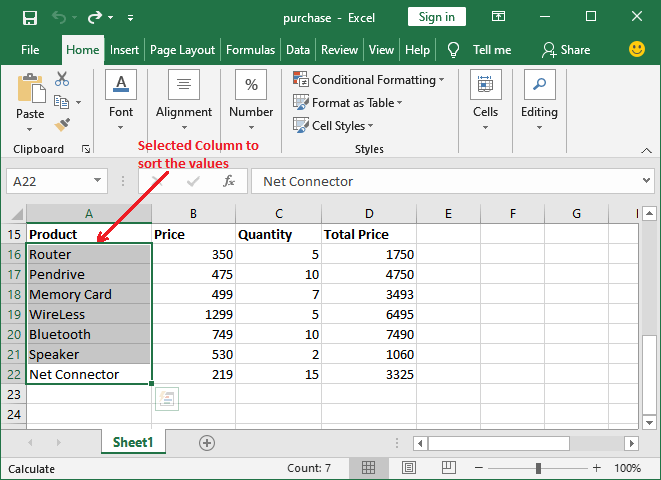 purchase - Excel
Sign in
File Home Insert Page Layout Formulas Data Review View Help Tell me Share
Paste
Clipboard
A
Font
Alignment
%
Number
Conditional Formatting
Format as Table
Cell Styles
Styles
Cells
Editing
Selected Column to
sort the values
A22 fx Net Connector
A B C D E F G
15 Product Price Quantity Total Price
16 Router 350 5 1750
17 Pendrive 475 10 4750
18 Memory Card 499 7 3493
19 WireLess 1299 5 6495
20 Bluetooth 749 10 7490
21 Speaker 530 2 1060
22 Net Connector 219 15 3325
23
24
Sheet1
Calculate Count: 7 100%